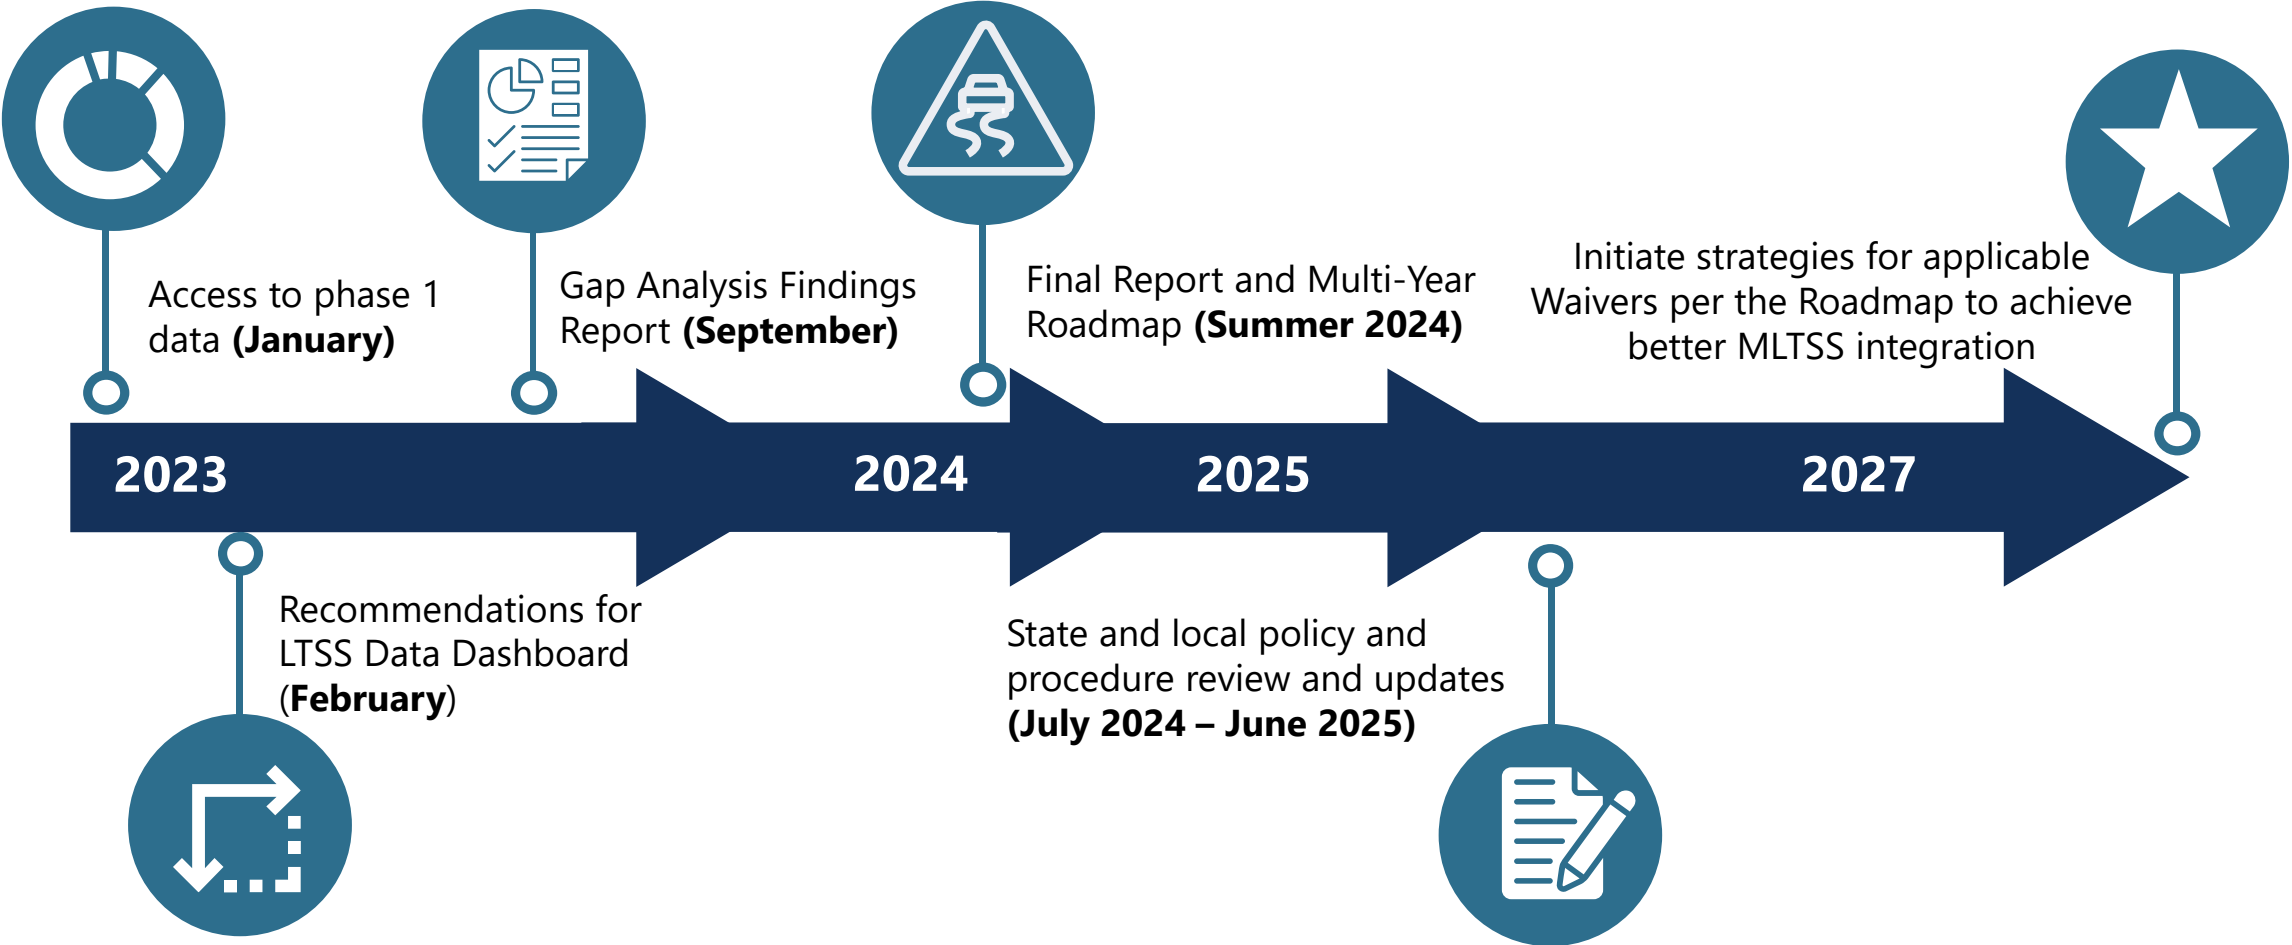 Access to phase 1
data (January)
Gap Analysis Findings
Report (September)
Final Report and Multi-Year
Roadmap (Summer 2024)
Initiate strategies for applicable
Waivers per the Roadmap to achieve
better MLTSS integration
2023
2024
2025
2027
Recommendations for
LTSS Data Dashboard
(February)
State and local policy and
procedure review and updates
(July 2024 – June 2025)